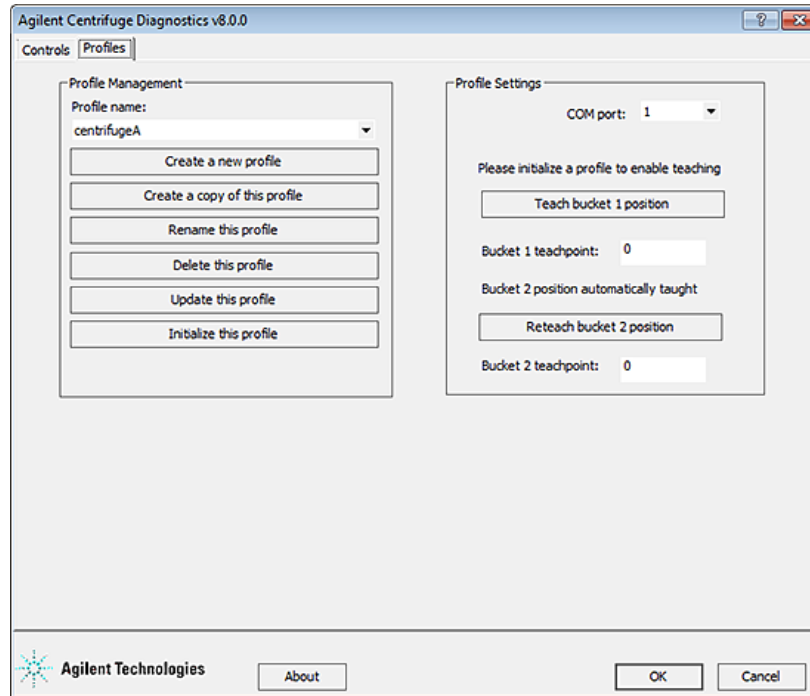 Agilent Centrifuge Diagnostics v8.0.0
Controls Profiles
Profile Management
Profile name:
centrifugeA
Create a new profile
Create a copy of this profile
Rename this profile
Delete this profile
Update this profile
Initialize this profile
Profile Settings
COM port: 1
Please initialize a profile to enable teaching
Teach bucket 1 position
Bucket 1 teachpoint: 0
Bucket 2 position automatically taught
Reteach bucket 2 position
Bucket 2 teachpoint: 0
Agilent Technologies
About
OK
Cancel